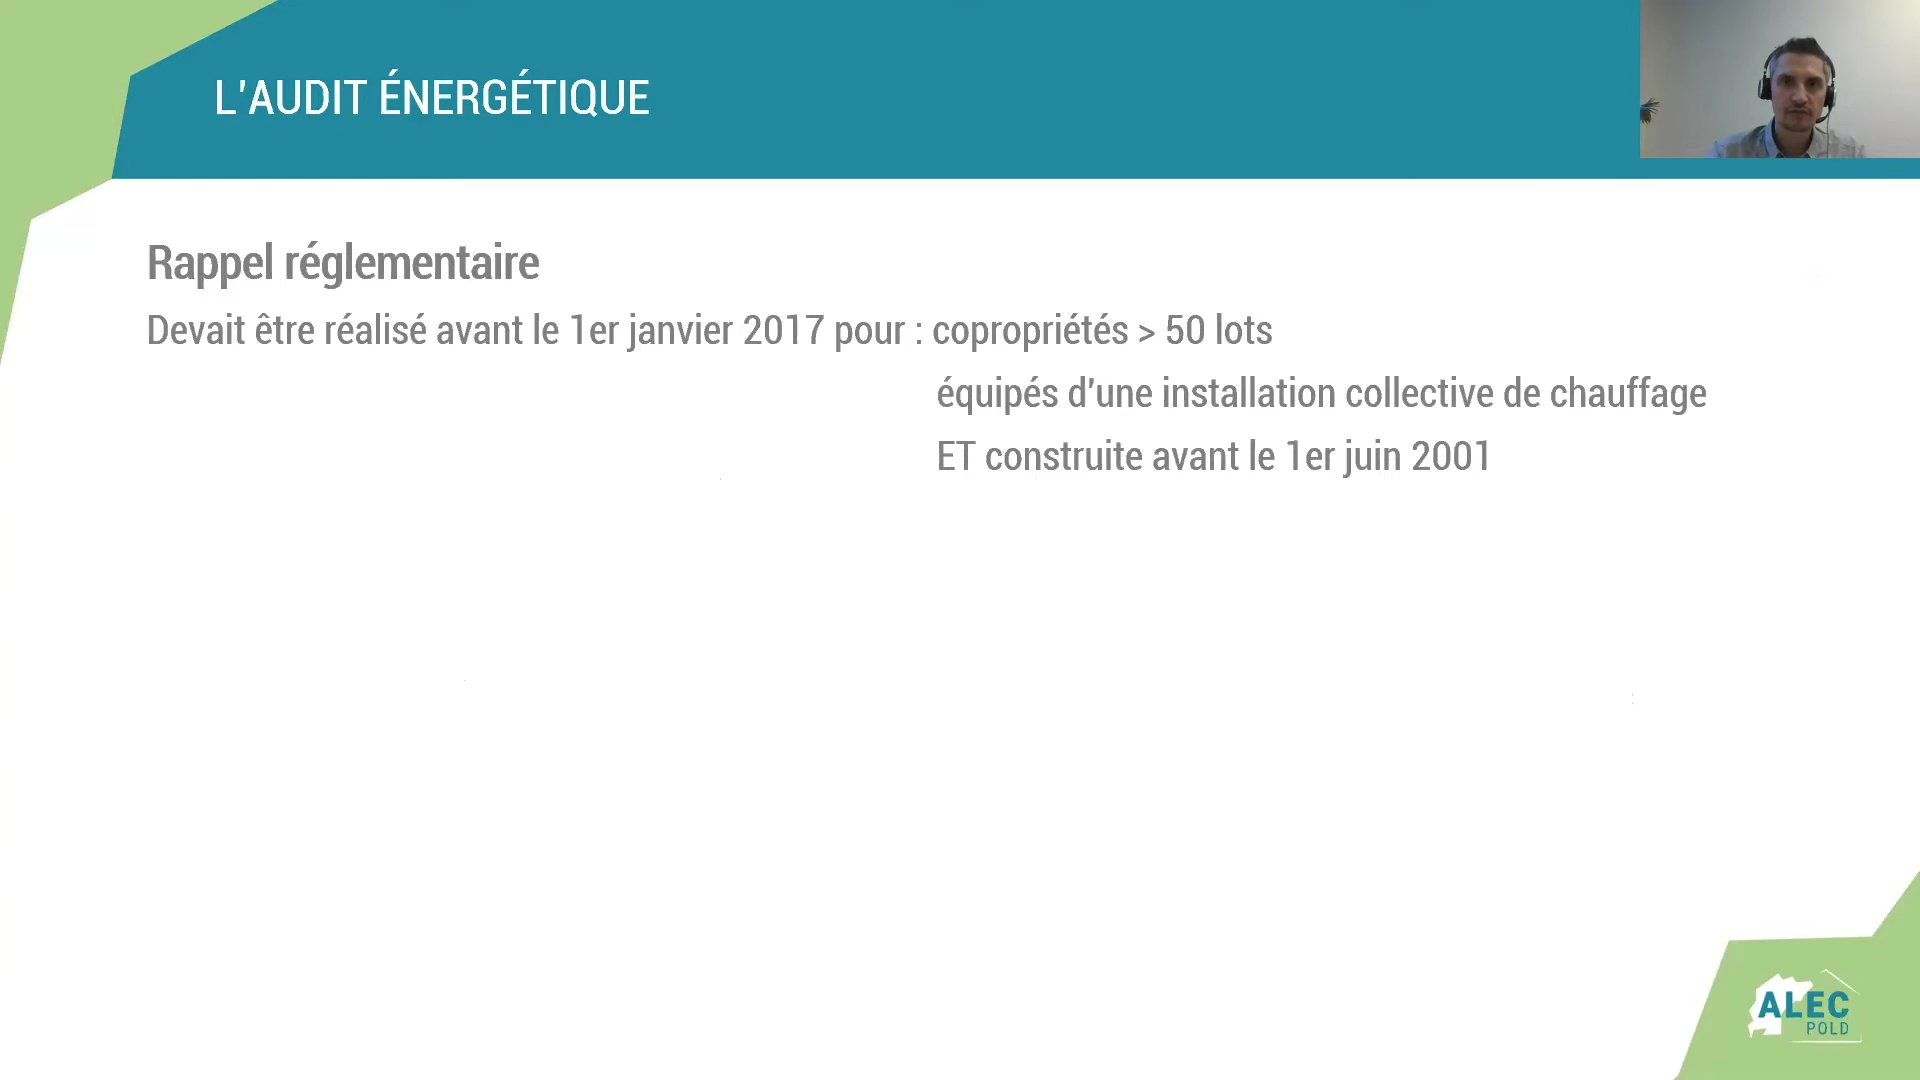 L'AUDIT ÉNERGÉTIQUE
Rappel réglementaire
Devait être réalisé avant le 1er janvier 2017 pour : copropriétés > 50 lots
équipés d'une installation collective de chauffage
ET construite avant le 1er juin 2001
ALEC
POLD